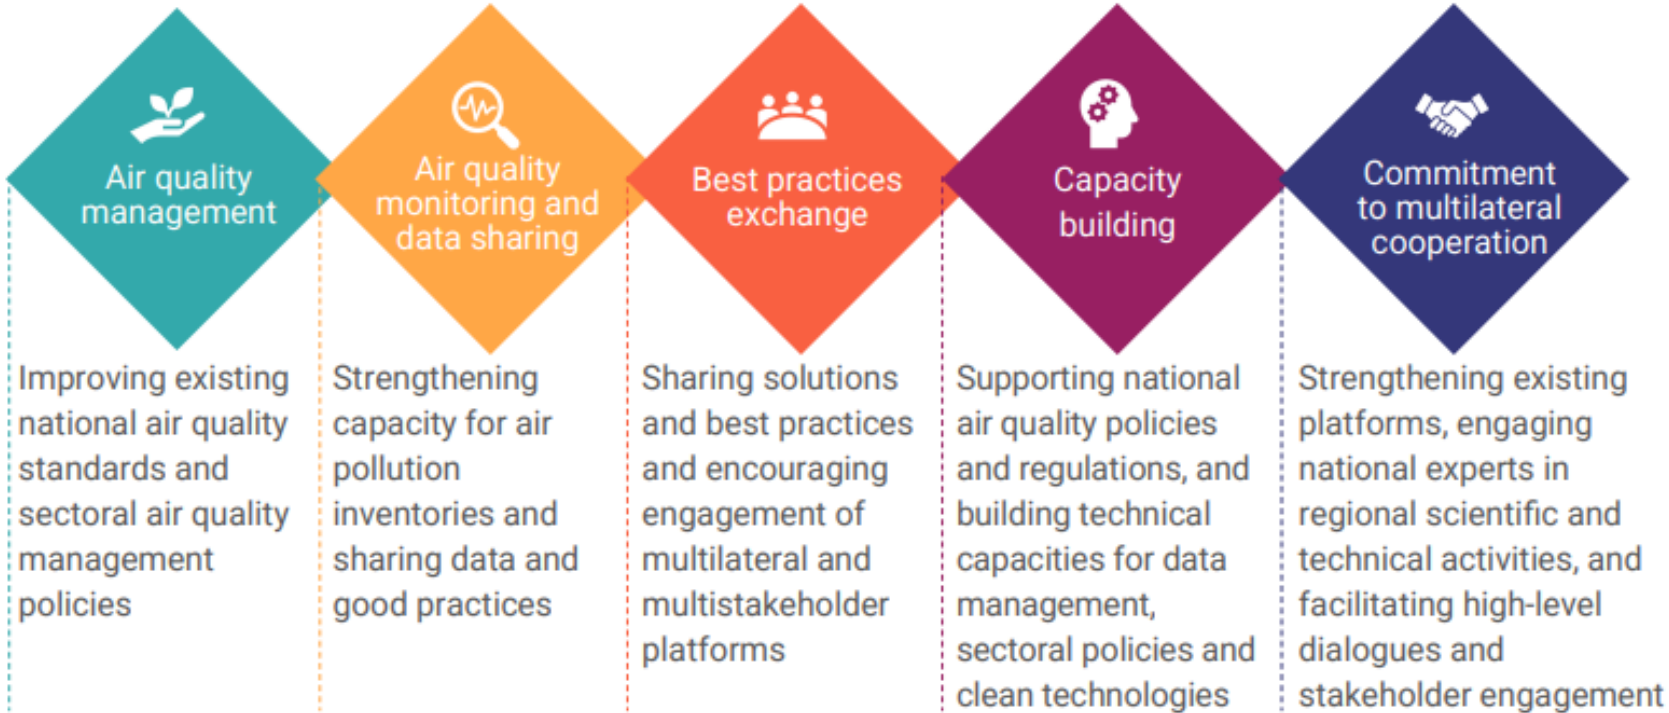 Air quality
management
Air quality
monitoring and
data sharing
Best practices
exchange
Capacity
building
Commitment
to multilateral
cooperation
Improving existing
national air quality
standards and
sectoral air quality
management
policies
Strengthening
capacity for air
pollution
inventories and
sharing data and
good practices
Sharing solutions
and best practices
and encouraging
engagement of
multilateral and
multistakeholder
platforms
Supporting national
air quality policies
and regulations, and
building technical
capacities for data
management,
sectoral policies and
clean technologies
Strengthening existing
platforms, engaging
national experts in
regional scientific and
technical activities, and
facilitating high-level
dialogues and
stakeholder engagement